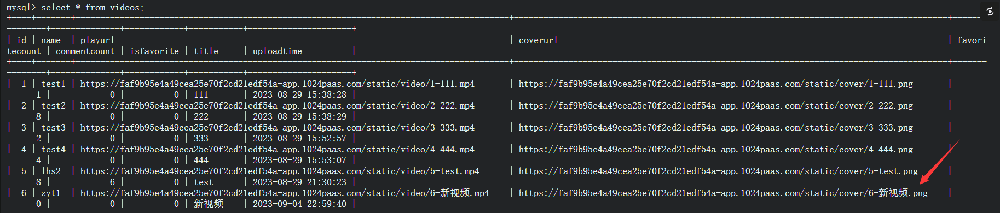 mysql> select * from videos;
+----+-------+----------------------------------------------------------------------------------------+----------------------------------------------------------------------------------------+-------
--------+--------------+------------+-----------+---------------------+
| id | name  | playurl                                                                                | coverurl                                                                               | favori
tecount | commentcount | isfavorite | title     | uploadtime          |
+----+-------+----------------------------------------------------------------------------------------+----------------------------------------------------------------------------------------+-------
--------+--------------+------------+-----------+---------------------+
|  1 | test1 | https://faf9b95e4a49cea25e70f2cd21edf54a-app.1024paas.com/static/video/1-111.mp4       | https://faf9b95e4a49cea25e70f2cd21edf54a-app.1024paas.com/static/cover/1-111.png       |
      1 |            0 |          0 | 111       | 2023-08-29 15:38:28 |
|  2 | test2 | https://faf9b95e4a49cea25e70f2cd21edf54a-app.1024paas.com/static/video/2-222.mp4       | https://faf9b95e4a49cea25e70f2cd21edf54a-app.1024paas.com/static/cover/2-222.png       |
      8 |            0 |          0 | 222       | 2023-08-29 15:38:29 |
|  3 | test3 | https://faf9b95e4a49cea25e70f2cd21edf54a-app.1024paas.com/static/video/3-333.mp4       | https://faf9b95e4a49cea25e70f2cd21edf54a-app.1024paas.com/static/cover/3-333.png       |
      2 |            0 |          0 | 333       | 2023-08-29 15:52:57 |
|  4 | test4 | https://faf9b95e4a49cea25e70f2cd21edf54a-app.1024paas.com/static/video/4-444.mp4       | https://faf9b95e4a49cea25e70f2cd21edf54a-app.1024paas.com/static/cover/4-444.png       |
      4 |            0 |          0 | 444       | 2023-08-29 15:53:07 |
|  5 | lhs2  | https://faf9b95e4a49cea25e70f2cd21edf54a-app.1024paas.com/static/video/5-test.mp4      | https://faf9b95e4a49cea25e70f2cd21edf54a-app.1024paas.com/static/cover/5-test.png      |
      8 |            6 |          0 | test      | 2023-08-29 21:30:23 |
|  6 | zyt1  | https://faf9b95e4a49cea25e70f2cd21edf54a-app.1024paas.com/static/video/6-新视频.mp4    | https://faf9b95e4a49cea25e70f2cd21edf54a-app.1024paas.com/static/cover/6-新视频.png    |
      0 |            0 |          0 | 新视频    | 2023-09-04 22:59:40 |